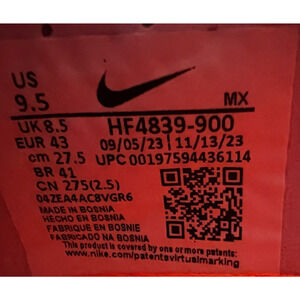 US
9.5
MX
UK 8.5
HF4839-900
EUR 43
09/05/23 11/13/23
cm 27.5
UPC 00197594436114
BR 41
CN 275(2.5)
04ZEA4AC8VGR6
MADE IN BOSNIA
HECHO EN BOSNIA
FABRIQUE EN BOSNIE
FABRICADO NA BOSNIA
This product is covered by one or more patents:
www.nike.com/patentsvirtualmarking